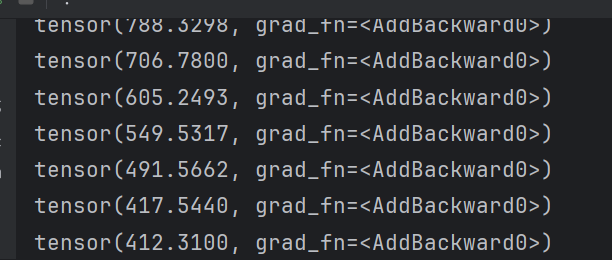 tensor(788.3298, grad_fn=<AddBackward0>)
tensor(706.7800, grad_fn=<AddBackward0>)
tensor(605.2493, grad_fn=<AddBackward0>)
tensor(549.5317, grad_fn=<AddBackward0>)
tensor(491.5662, grad_fn=<AddBackward0>)
tensor(417.5440, grad_fn=<AddBackward0>)
tensor(412.3100, grad_fn=<AddBackward0>)